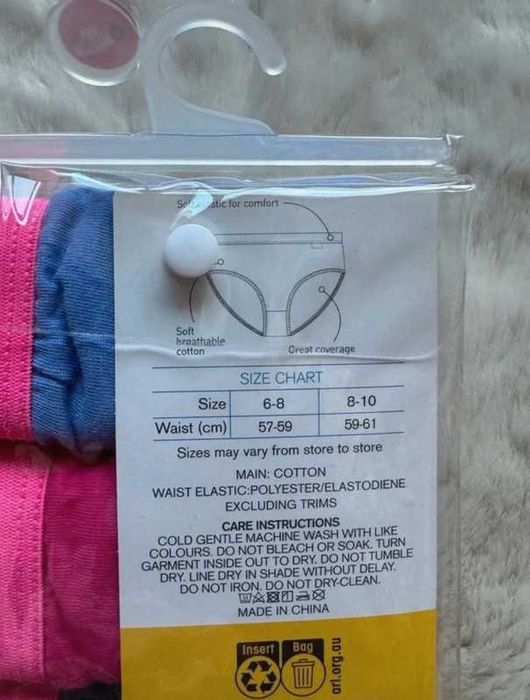 Soft elastic for comfort
Soft
breathable
cotton
Great coverage
SIZE CHART
Size 6-8 8-10
Waist (cm) 57-59 59-61
Sizes may vary from store to store
MAIN: COTTON
WAIST ELASTIC:POLYESTER/ELASTODIENE
EXCLUDING TRIMS
CARE INSTRUCTIONS
COLD GENTLE MACHINE WASH WITH LIKE
COLOURS. DO NOT BLEACH OR SOAK. TURN
GARMENT INSIDE OUT TO DRY. DO NOT TUMBLE
DRY. LINE DRY IN SHADE WITHOUT DELAY.
DO NOT IRON. DO NOT DRY-CLEAN.
MADE IN CHINA
Insert Bag
arl.org.au